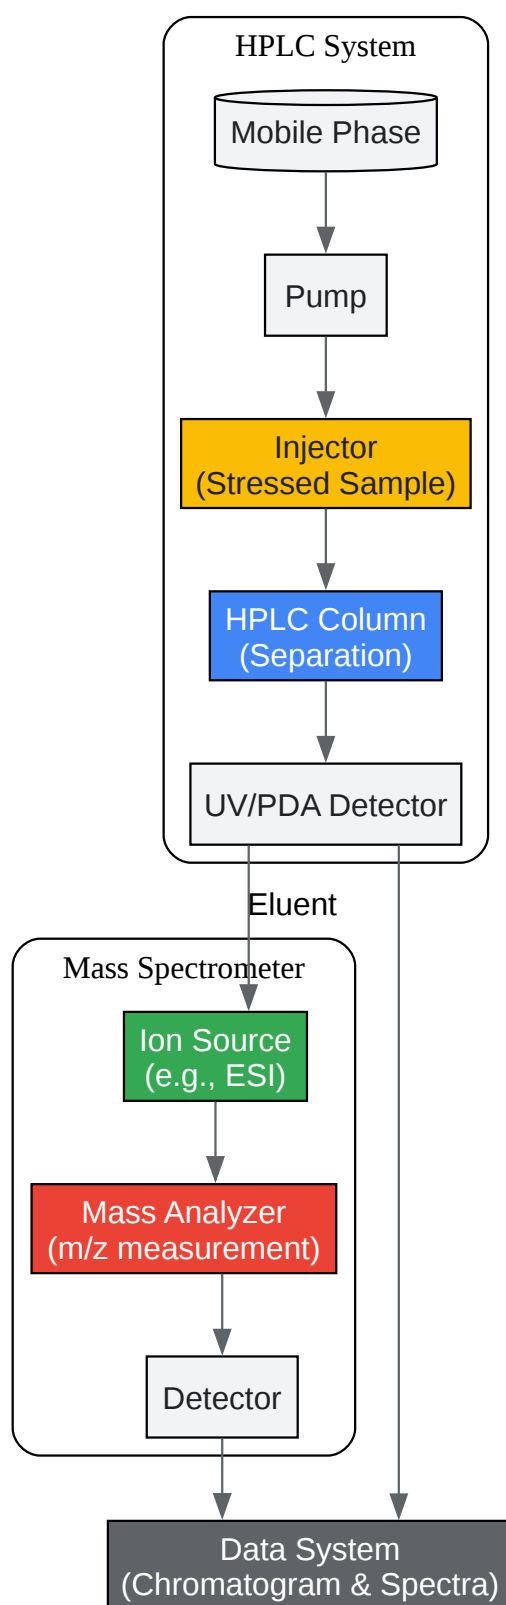 HPLC System
Mobile Phase
Pump
Injector
(Stressed Sample)
HPLC Column
(Separation)
UV/PDA Detector
Eluent
Mass Spectrometer
Ion Source
(e.g., ESI)
Mass Analyzer
(m/z measurement)
Detector
Data System
(Chromatogram & Spectra)